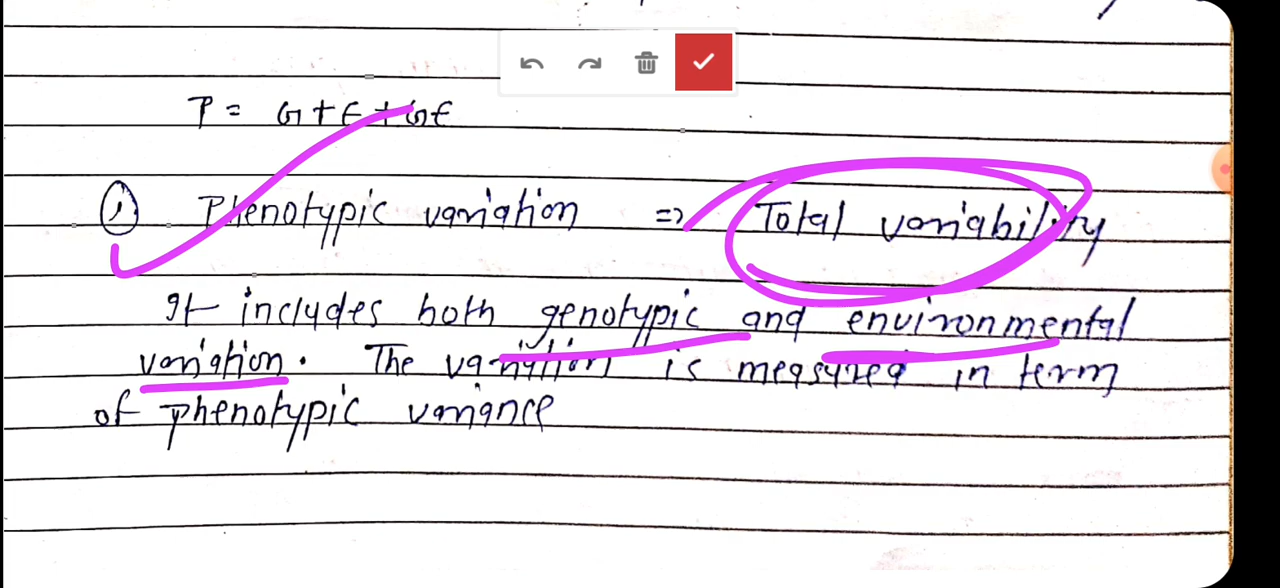 P = G + E + GE
① Phenotypic variation => Total variability
It includes both genotypic and environmental
variation. The variation is measured in term
of phenotypic variance